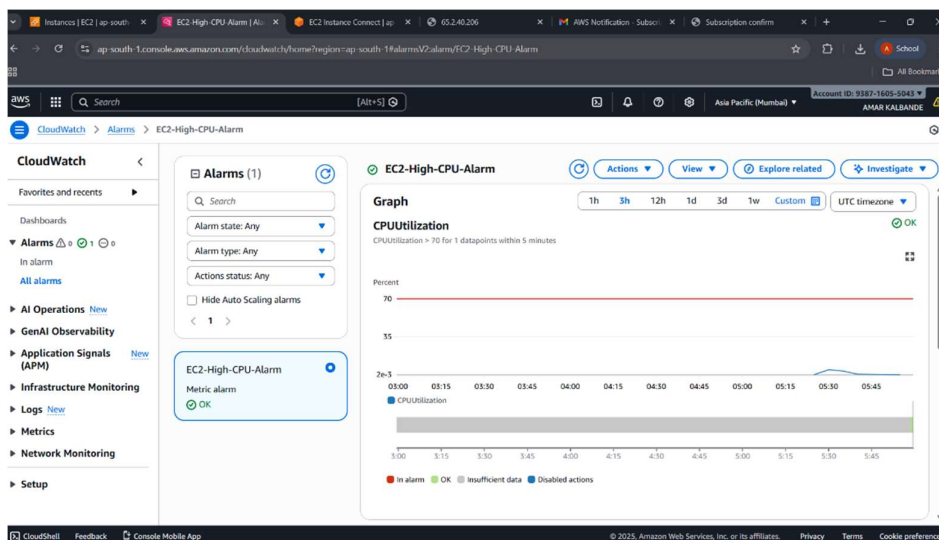 Instances | EC2 | ap-south
EC2-High-CPU-Alarm | Ala
EC2 Instance Connect | ap
65.2.40.206
AWS Notification - Subscri
Subscription confirm
ap-south-1.console.aws.amazon.com/cloudwatch/home?region=ap-south-1#alarmsV2:alarm/EC2-High-CPU-Alarm
School
All Bookmar
aws
Search
[Alt+S]
Asia Pacific (Mumbai)
Account ID: 9387-1605-5043
AMAR KALBANDE
CloudWatch > Alarms > EC2-High-CPU-Alarm
CloudWatch
Favorites and recents
Dashboards
Alarms 0 1 0
In alarm
All alarms
AI Operations New
GenAI Observability
Application Signals (APM) New
Infrastructure Monitoring
Logs New
Metrics
Network Monitoring
Setup
Alarms (1)
Search
Alarm state: Any
Alarm type: Any
Actions status: Any
Hide Auto Scaling alarms
< 1 >
EC2-High-CPU-Alarm
Metric alarm
OK
EC2-High-CPU-Alarm
Actions
View
Explore related
Investigate
Graph
1h 3h 12h 1d 3d 1w Custom
UTC timezone
CPUUtilization
OK
CPUUtilization > 70 for 1 datapoints within 5 minutes
Percent
70
35
2e-3
03:00 03:15 03:30 03:45 04:00 04:15 04:30 04:45 05:00 05:15 05:30 05:45
CPUUtilization
3:00 3:15 3:30 3:45 4:00 4:15 4:30 4:45 5:00 5:15 5:30 5:45
In alarm OK Insufficient data Disabled actions
CloudShell Feedback Console Mobile App
© 2025, Amazon Web Services, Inc. or its affiliates. Privacy Terms Cookie preference